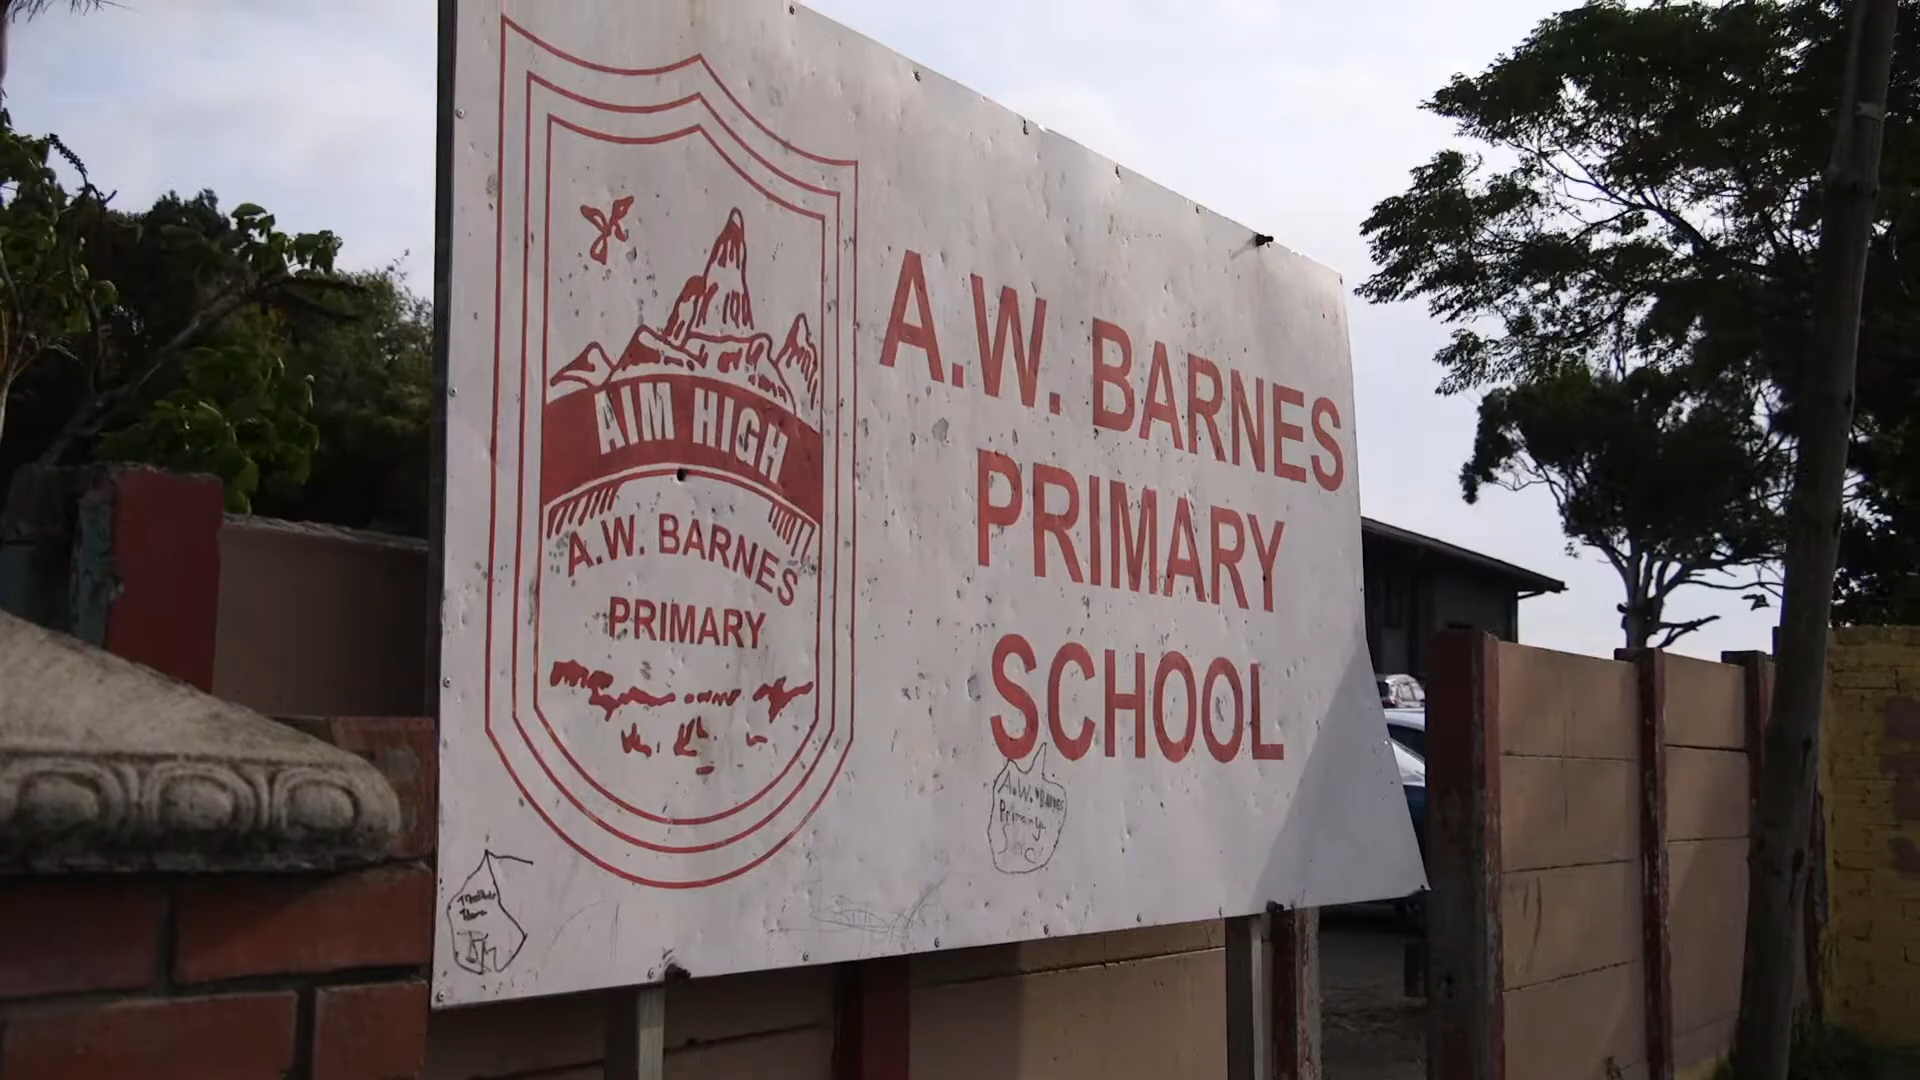 AIM HIGH
A.W. BARNES
PRIMARY
A.W. BARNES
PRIMARY
SCHOOL
A.W. BARNES
Primary